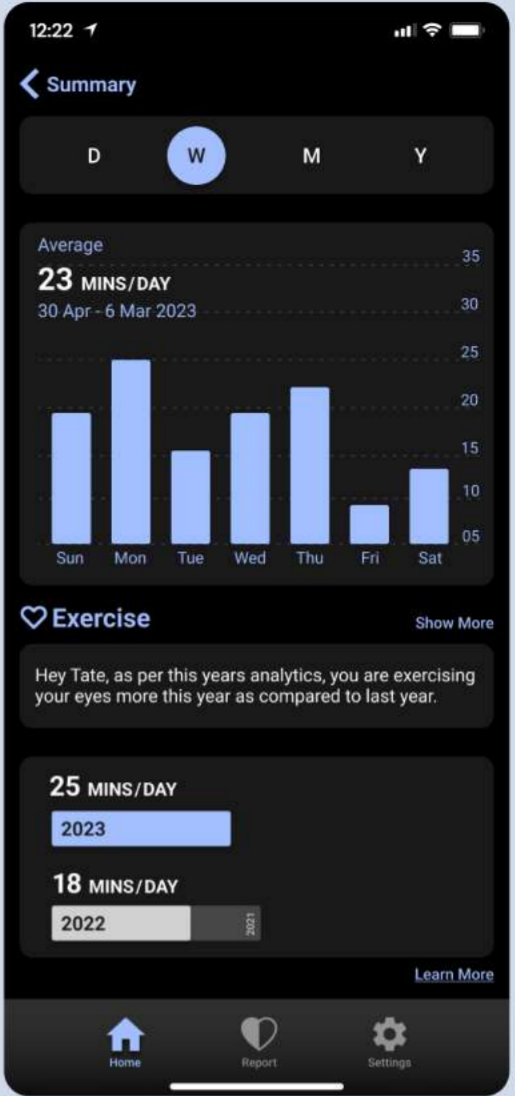 12:22
Summary
D W M Y
Average
23 MINS/DAY
30 Apr - 6 Mar 2023
35
30
25
20
15
10
05
Sun Mon Tue Wed Thu Fri Sat
Exercise
Show More
Hey Tate, as per this years analytics, you are exercising
your eyes more this year as compared to last year.
25 MINS/DAY
2023
18 MINS/DAY
2022 2021
Learn More
Home Report Settings